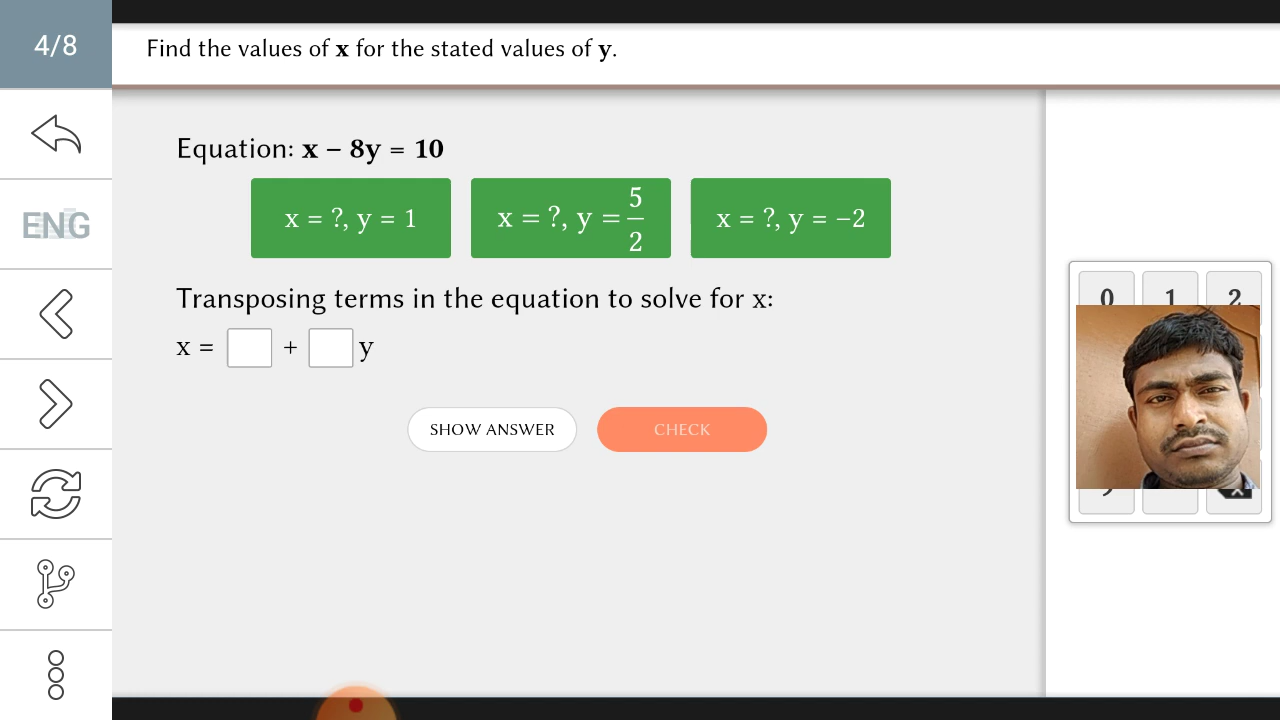 4/8
Find the values of x for the stated values of y.
ENG
Equation: x − 8y = 10
x = ?, y = 1
x = ?, y = 5/2
x = ?, y = −2
Transposing terms in the equation to solve for x:
x = + y
SHOW ANSWER
CHECK
0 1 2